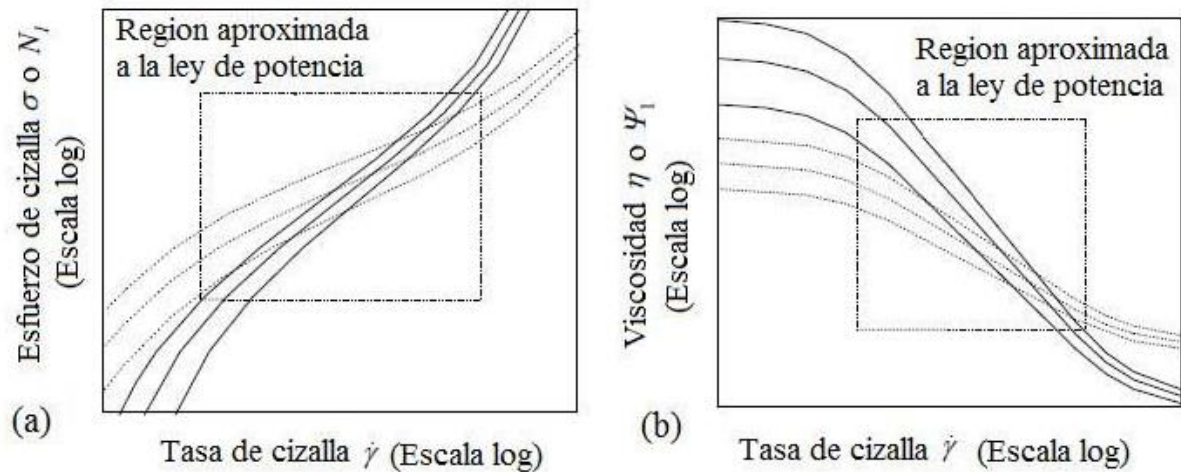 Esfuerzo de cizalla σ o N₁
(Escala log)
Region aproximada
a la ley de potencia
(a)
Tasa de cizalla γ̇ (Escala log)
Viscosidad η o Ψ₁
(Escala log)
Region aproximada
a la ley de potencia
(b)
Tasa de cizalla γ̇ (Escala log)